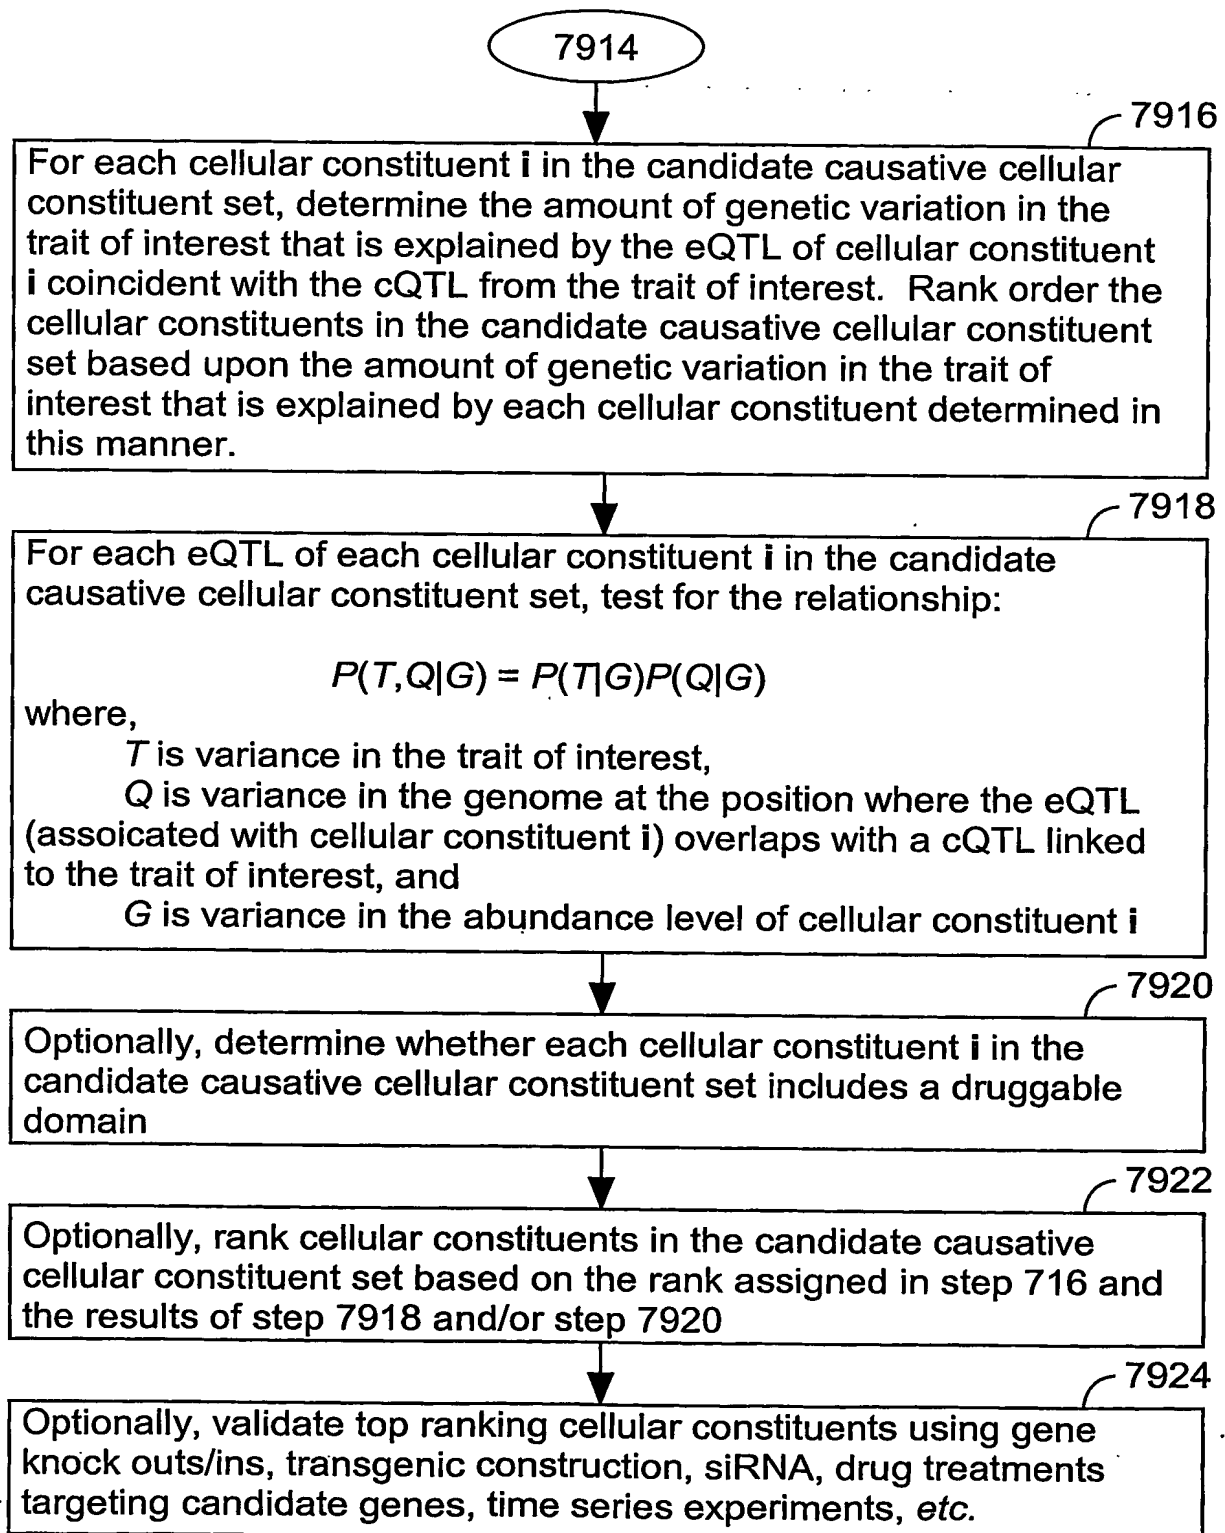 7914
7916
For each cellular constituent i in the candidate causative cellular
constituent set, determine the amount of genetic variation in the
trait of interest that is explained by the eQTL of cellular constituent
i coincident with the cQTL from the trait of interest.  Rank order the
cellular constituents in the candidate causative cellular constituent
set based upon the amount of genetic variation in the trait of
interest that is explained by each cellular constituent determined in
this manner.
7918
For each eQTL of each cellular constituent i in the candidate
causative cellular constituent set, test for the relationship:
P(T,Q|G) = P(T|G)P(Q|G)
where,
T is variance in the trait of interest,
Q is variance in the genome at the position where the eQTL
(assoicated with cellular constituent i) overlaps with a cQTL linked
to the trait of interest, and
G is variance in the abundance level of cellular constituent i
7920
Optionally, determine whether each cellular constituent i in the
candidate causative cellular constituent set includes a druggable
domain
7922
Optionally, rank cellular constituents in the candidate causative
cellular constituent set based on the rank assigned in step 716 and
the results of step 7918 and/or step 7920
7924
Optionally, validate top ranking cellular constituents using gene
knock outs/ins, transgenic construction, siRNA, drug treatments
targeting candidate genes, time series experiments, etc.